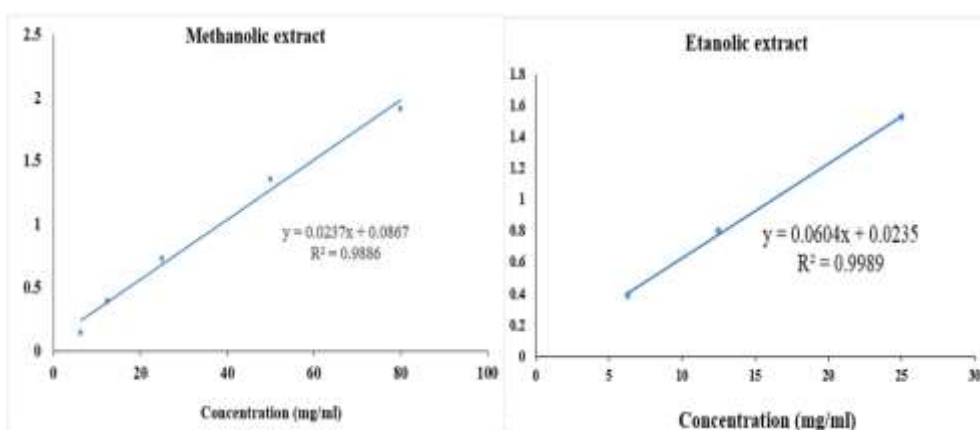 Methanolic extract
2.5
2
1.5
1
0.5
0
y = 0.0237x + 0.0867
R² = 0.9886
0 20 40 60 80 100
Concentration (mg/ml)
Etanolic extract
1.8
1.6
1.4
1.2
1
0.8
0.6
0.4
0.2
0
y = 0.0604x + 0.0235
R² = 0.9989
0 5 10 15 20 25 30
Concentration (mg/ml)